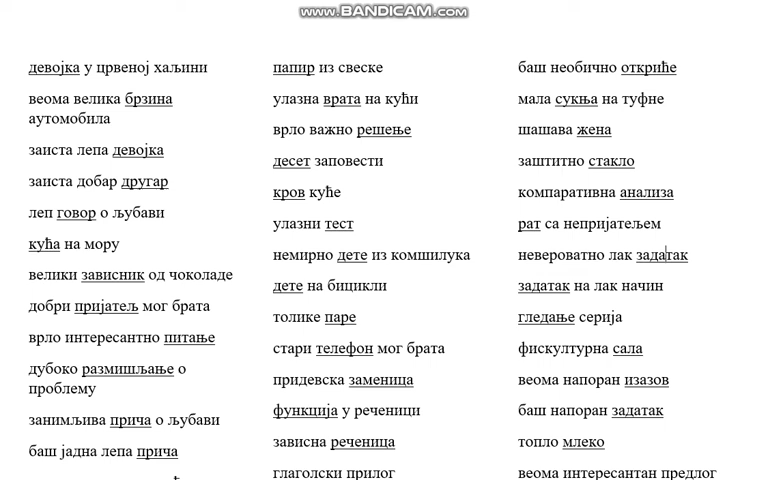 www.BANDICAM.com
девојка у црвеној хаљини
веома велика брзина
аутомобила
заиста лепа девојка
заиста добар другар
леп говор о љубави
кућа на мору
велики зависник од чоколаде
добри пријатељ мог брата
врло интересантно питање
дубоко размишљање о
проблему
занимљива прича о љубави
баш јадна лепа прича
папир из свеске
улазна врата на кући
врло важно решење
десет заповести
кров куће
улазни тест
немирно дете из комшилука
дете на бицикли
толике паре
стари телефон мог брата
придевска заменица
функција у реченици
зависна реченица
глаголски прилог
баш необично откриће
мала сукња на туфне
шашава жена
заштитно стакло
компаративна анализа
рат са непријатељем
невероватно лак задатак
задатак на лак начин
гледање серија
фискултурна сала
веома напоран изазов
баш напоран задатак
топло млеко
веома интересантан предлог